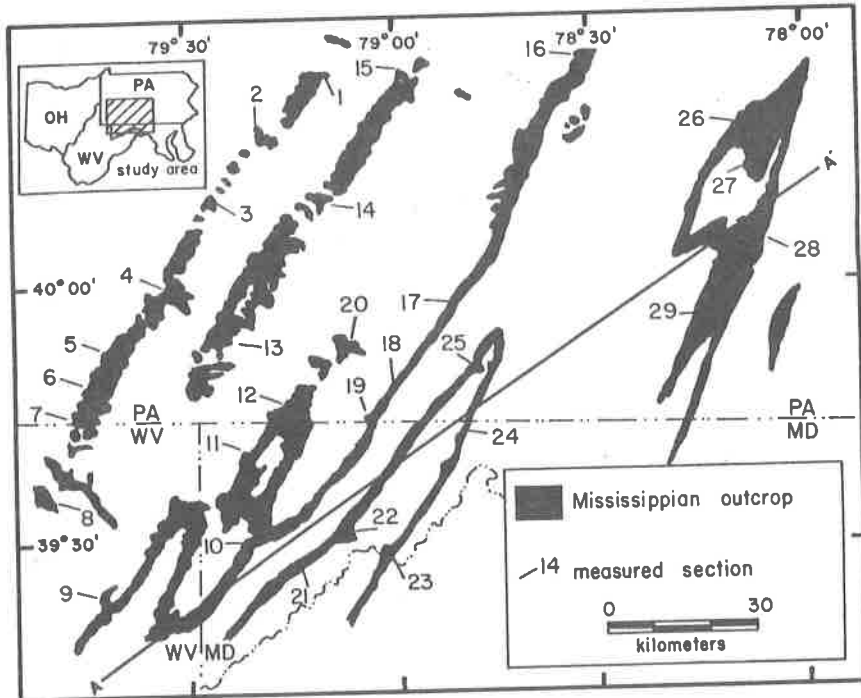 79° 30'
79° 00'
78° 30'
78° 00'
16
15
PA
OH
WV
study area
2
1
3
14
26
27
A'
28
4
40° 00'
17
29
5
20
25
13
18
6
12
19
7
PA
WV
24
PA
MD
11
8
Mississippian outcrop
22
10
39° 30'
14 measured section
23
9
21
0 30
kilometers
WV MD
A